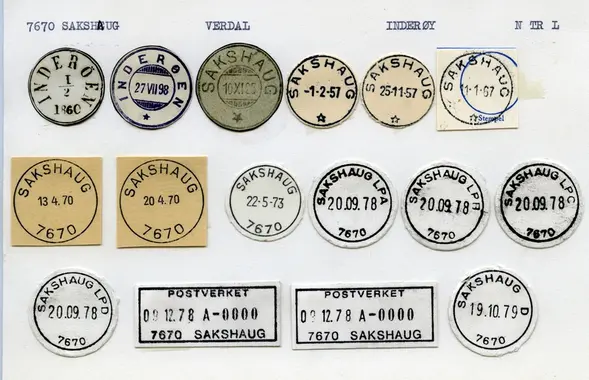 7670 SAKSHAUG VERDAL INDERØY N TR L
INDERÖEN
1/2
1860
INDERØEN
27 VII 98
SAKSHAUG
SAKSHAUG
-1-2-57
SAKSHAUG
25-11-57
SAKSHAUG
11-1-67
Stempel
SAKSHAUG
13 4. 70
7670
SAKSHAUG
20 4. 70
7670
SAKSHAUG
22-5-73
7670
SAKSHAUG LPA
20.09.78
7670
SAKSHAUG LPB
20.09.78
7670
SAKSHAUG LPC
20.09.78
7670
SAKSHAUG LPD
20.09.78
7670
POSTVERKET
09 12.78 A-0000
7670 SAKSHAUG
POSTVERKET
09 12.78 A-0000
7670 SAKSHAUG
SAKSHAUG
19.10.79 D
7670